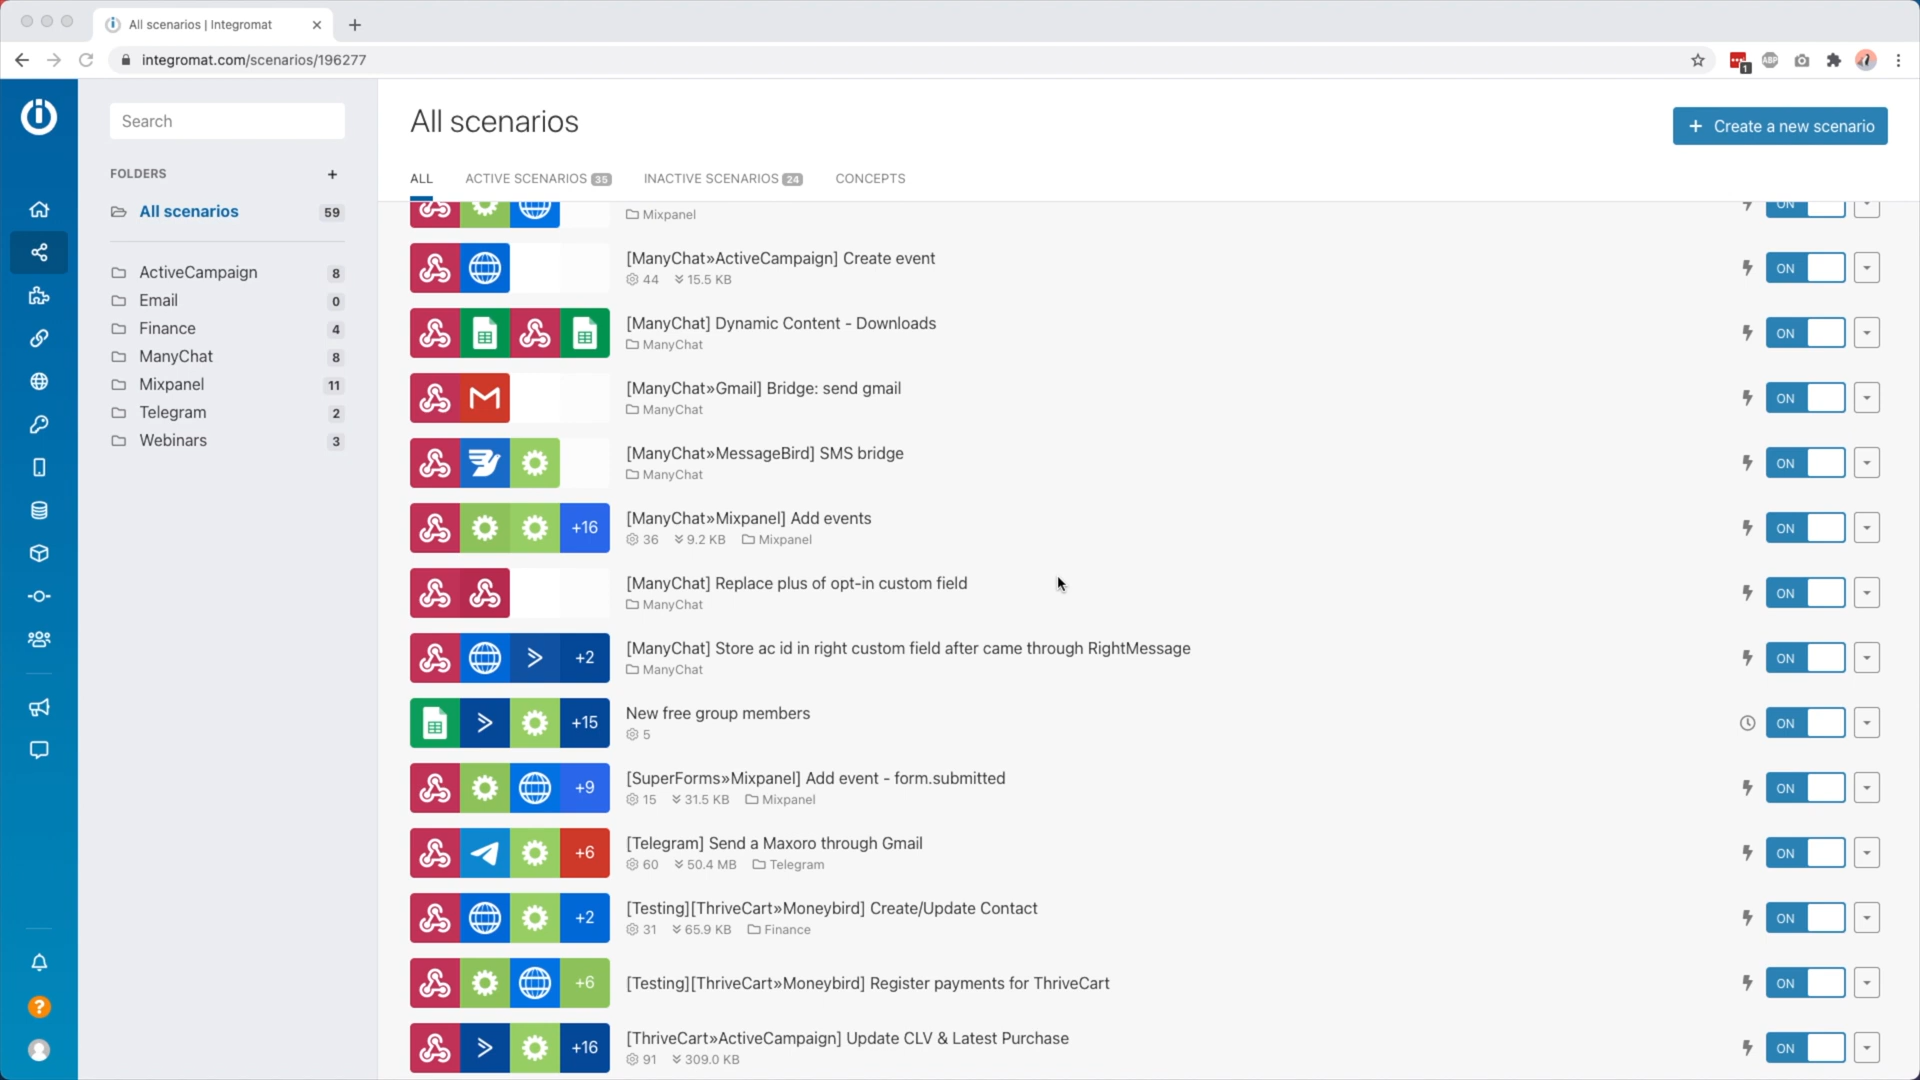 All scenarios | Integromat
integromat.com/scenarios/196277
1
ABP
Search
FOLDERS
All scenarios 59
ActiveCampaign 8
Email 0
Finance 4
ManyChat 8
Mixpanel 11
Telegram 2
Webinars 3
?
All scenarios
+ Create a new scenario
ALL ACTIVE SCENARIOS 35 INACTIVE SCENARIOS 24 CONCEPTS
Mixpanel ON
[ManyChat»ActiveCampaign] Create event
44 15.5 KB
ON
[ManyChat] Dynamic Content - Downloads
ManyChat
ON
[ManyChat»Gmail] Bridge: send gmail
ManyChat
ON
[ManyChat»MessageBird] SMS bridge
ManyChat
ON
+16
[ManyChat»Mixpanel] Add events
36 9.2 KB Mixpanel
ON
[ManyChat] Replace plus of opt-in custom field
ManyChat
ON
+2
[ManyChat] Store ac id in right custom field after came through RightMessage
ManyChat
ON
+15
New free group members
5
ON
+9
[SuperForms»Mixpanel] Add event - form.submitted
15 31.5 KB Mixpanel
ON
+6
[Telegram] Send a Maxoro through Gmail
60 50.4 MB Telegram
ON
+2
[Testing][ThriveCart»Moneybird] Create/Update Contact
31 65.9 KB Finance
ON
+6
[Testing][ThriveCart»Moneybird] Register payments for ThriveCart
ON
+16
[ThriveCart»ActiveCampaign] Update CLV & Latest Purchase
91 309.0 KB
ON